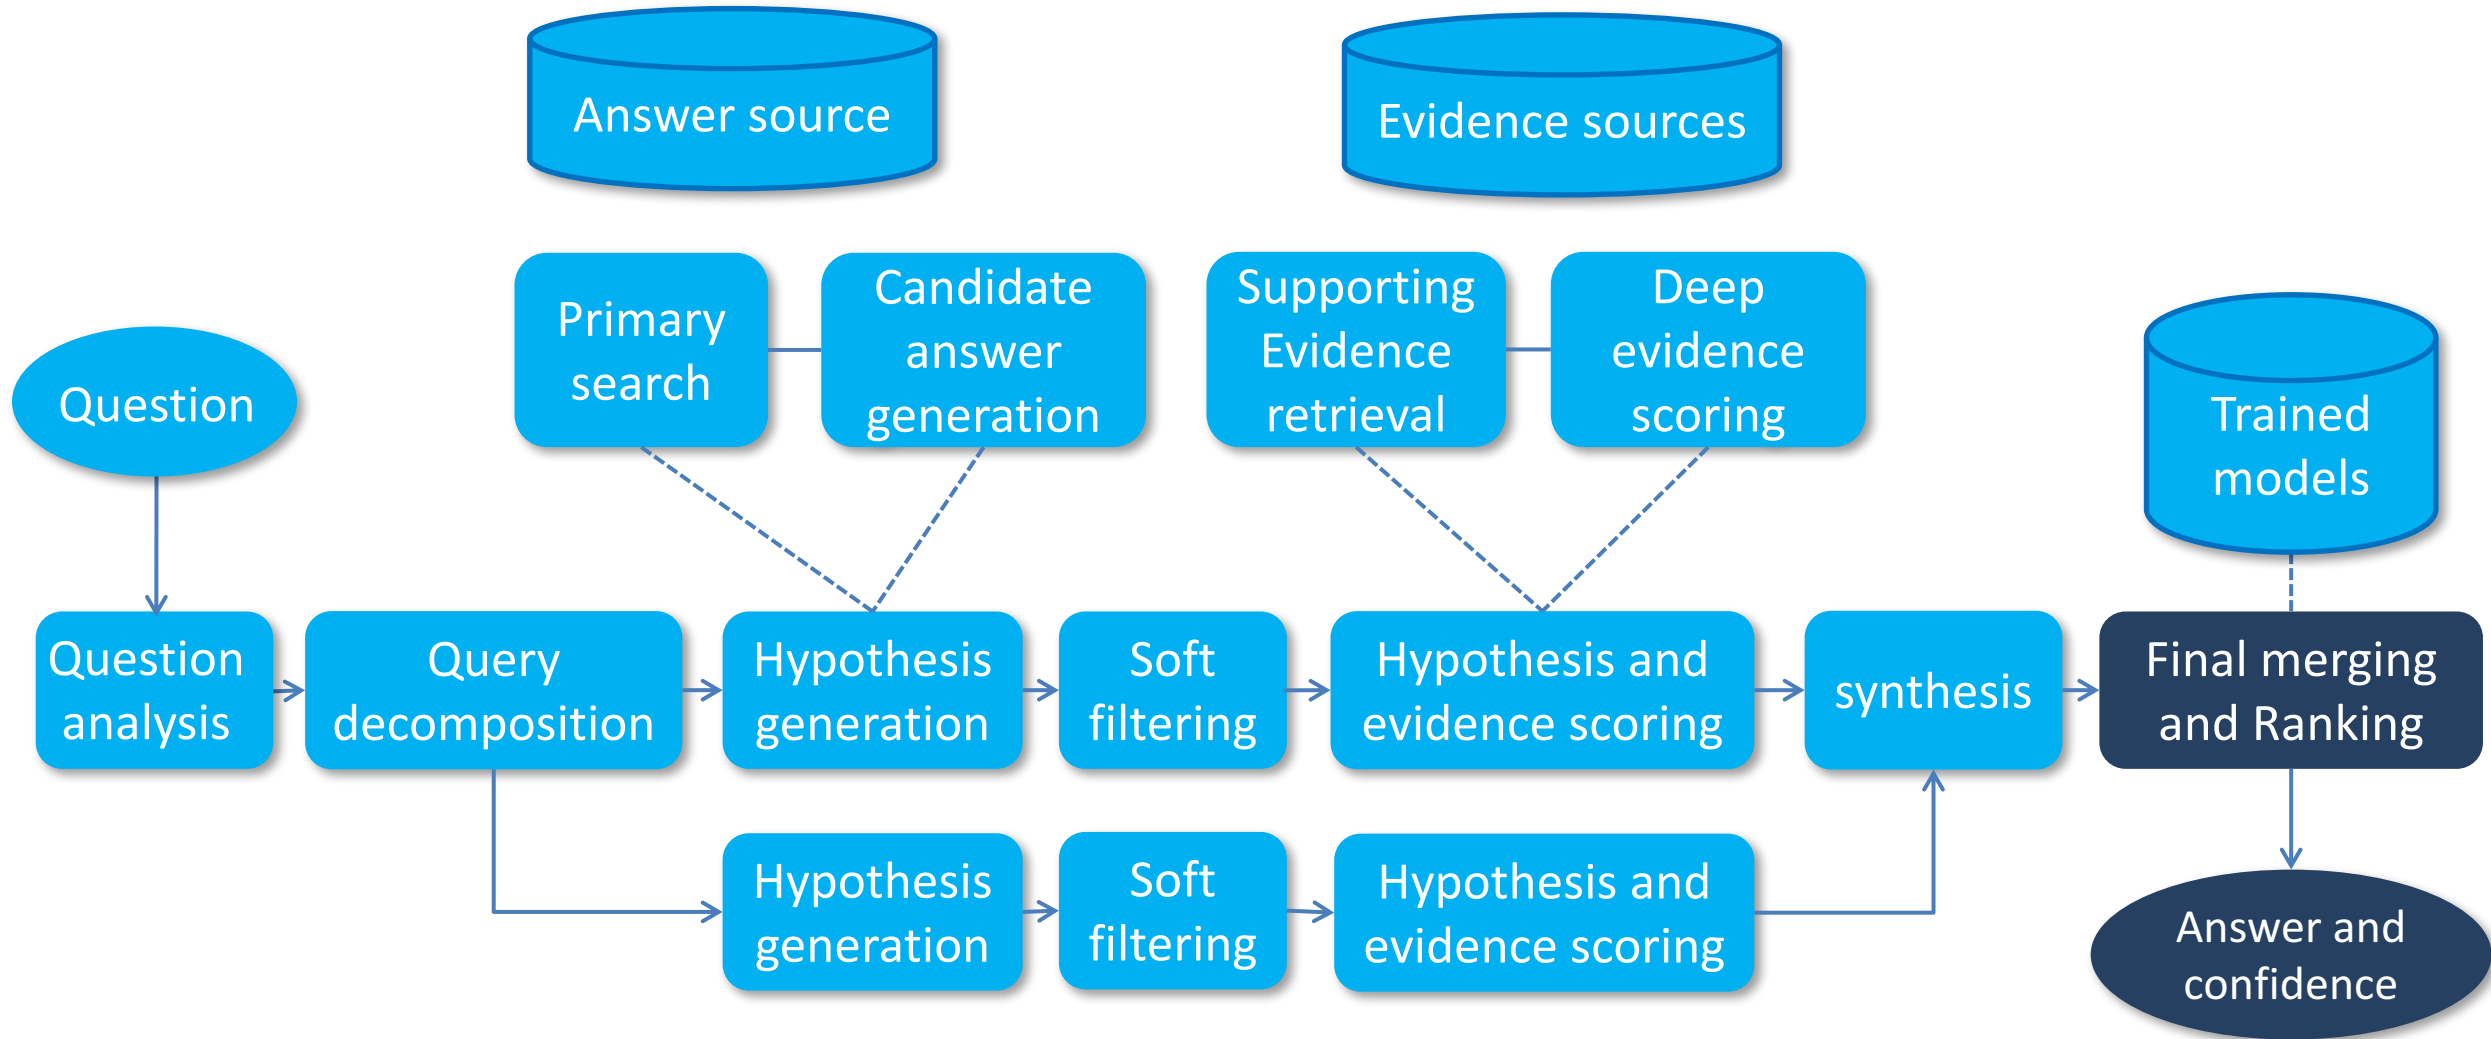 Answer source
Evidence sources
Primary
search
Candidate
answer
generation
Supporting
Evidence
retrieval
Deep
evidence
scoring
Question
Trained
models
Question
analysis
Query
decomposition
Hypothesis
generation
Soft
filtering
Hypothesis and
evidence scoring
synthesis
Final merging
and Ranking
Hypothesis
generation
Soft
filtering
Hypothesis and
evidence scoring
Answer and
confidence